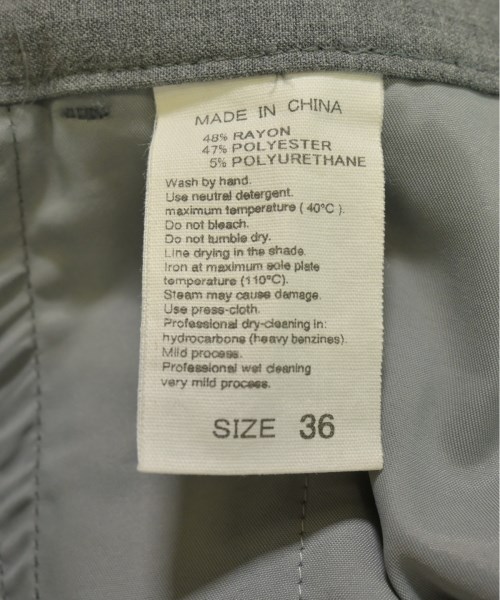 MADE IN CHINA
48% RAYON
47% POLYESTER
5% POLYURETHANE
Wash by hand.
Use neutral detergent.
maximum temperature ( 40°C ).
Do not bleach.
Do not tumble dry.
Line drying in the shade.
Iron at maximum sole plate
temperature (110°C).
Steam may cause damage.
Use press-cloth.
Professional dry-cleaning in:
hydrocarbone (heavy benzines).
Mild process.
Professional wet cleaning
very mild process.
SIZE 36